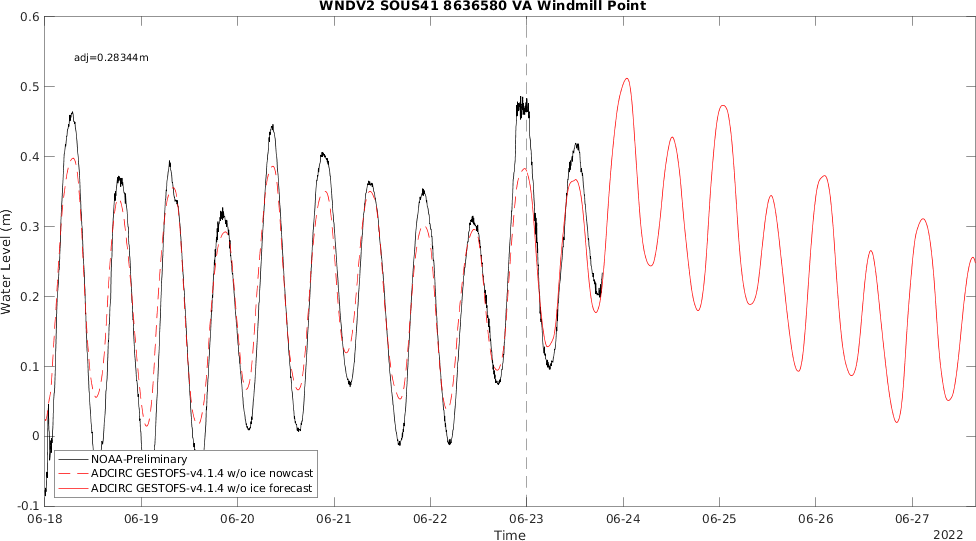 WNDV2 SOUS41 8636580 VA Windmill Point
adj=0.28344m
Water Level (m)
0.6
0.5
0.4
0.3
0.2
0.1
0
-0.1
NOAA-Preliminary
ADCIRC GESTOFS-v4.1.4 w/o ice nowcast
ADCIRC GESTOFS-v4.1.4 w/o ice forecast
06-18 06-19 06-20 06-21 06-22 06-23 06-24 06-25 06-26 06-27
Time
2022